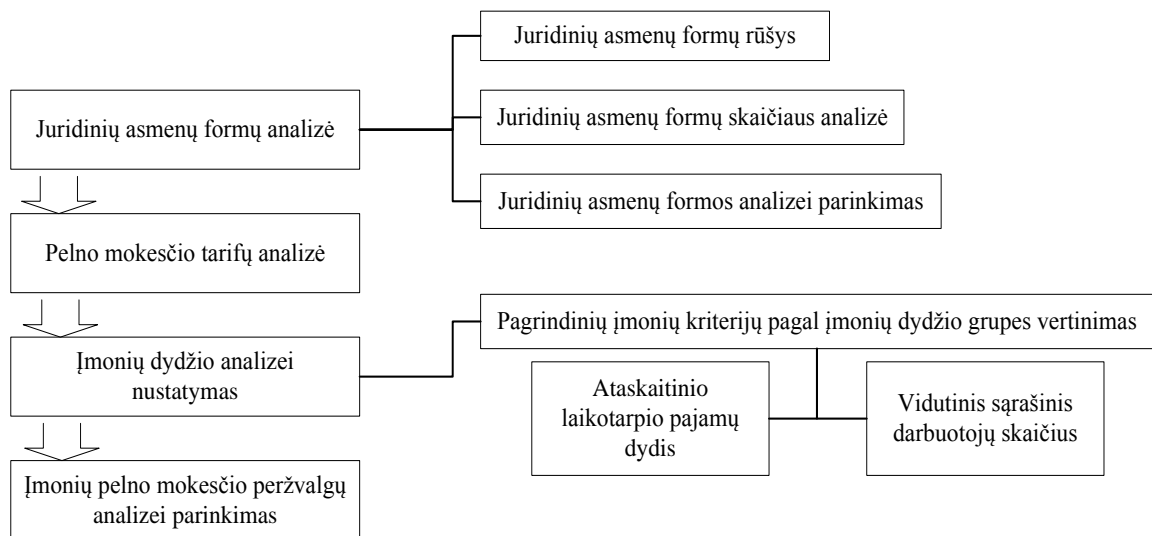 Juridinių asmenų formų rūšys
Juridinių asmenų formų analizė
Juridinių asmenų formų skaičiaus analizė
Juridinių asmenų formos analizei parinkimas
Pelno mokesčio tarifų analizė
Pagrindinių įmonių kriterijų pagal įmonių dydžio grupes vertinimas
Įmonių dydžio analizei
nustatymas
Ataskaitinio
laikotarpio pajamų
dydis
Vidutinis sąrašinis
darbuotojų skaičius
Įmonių pelno mokesčio peržvalgų
analizei parinkimas